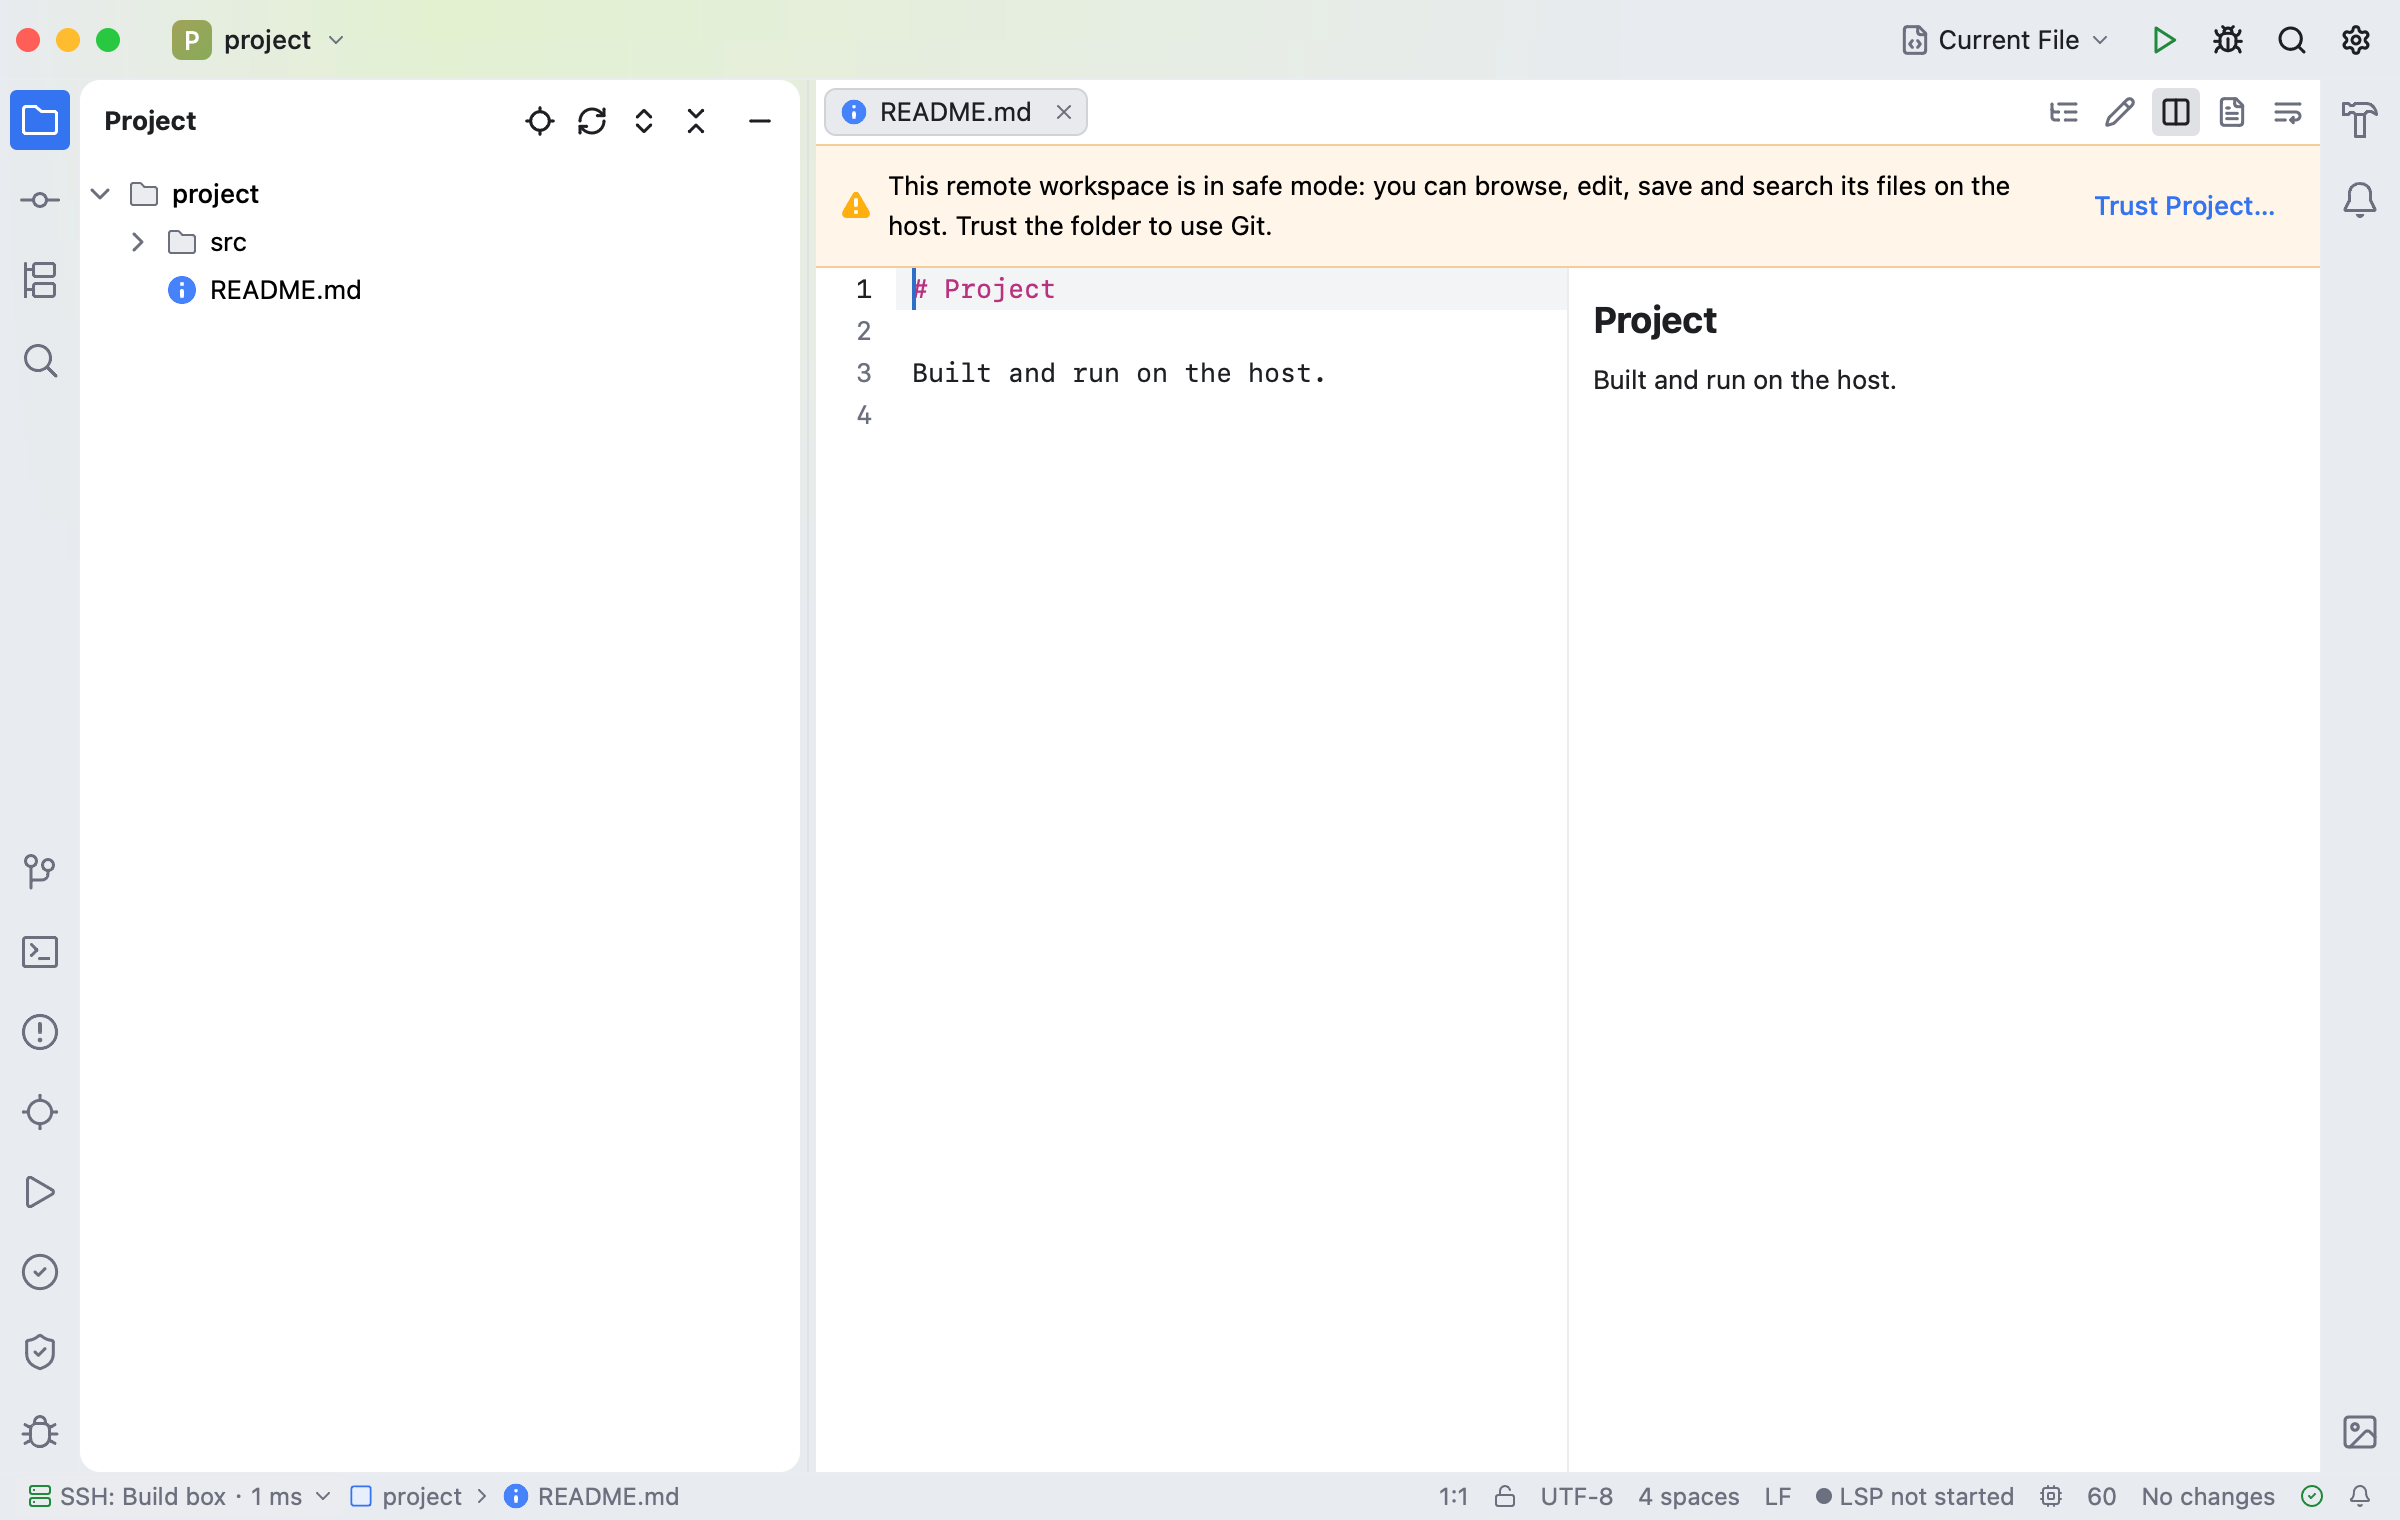 P project
Current File
Project
README.md
This remote workspace is in safe mode: you can browse, edit, save and search its files on the
host. Trust the folder to use Git.
Trust Project...
project
src
README.md
1 # Project
2
3 Built and run on the host.
4
Project
Built and run on the host.
SSH: Build box · 1 ms
project
README.md
1:1
UTF-8
4 spaces
LF
LSP not started
60
No changes